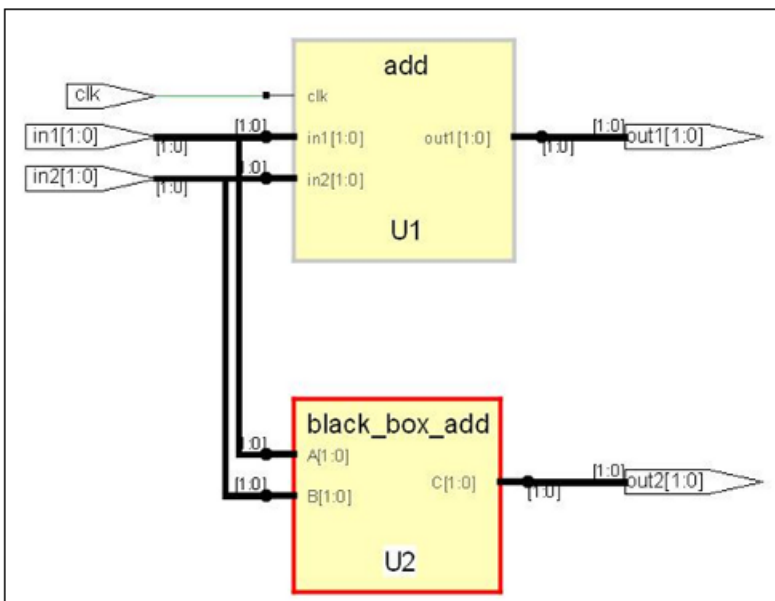 add
clk
clk
[1:0]
[1:0]
in1[1:0]
[1:0]
in1[1:0]
out1[1:0]
[1:0]
out1[1:0]
[1:0]
in2[1:0]
[1:0]
in2[1:0]
U1
black_box_add
[1:0]
A[1:0]
[1:0]
[1:0]
B[1:0]
C[1:0]
[1:0]
out2[1:0]
U2